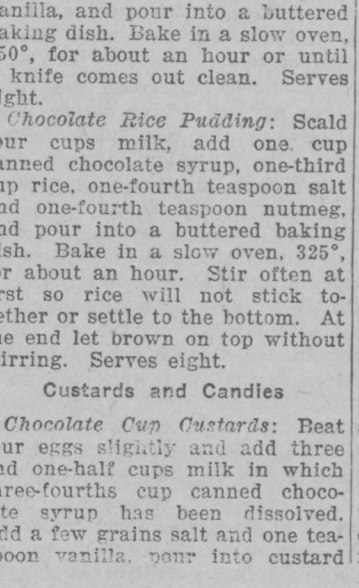 anilla, and pour into a buttered
aking dish. Bake in a slow oven,
50°, for about an hour or until
knife comes out clean. Serves
ight.
Chocolate Rice Pudding: Scald
our cups milk, add one cup
anned chocolate syrup, one-third
up rice, one-fourth teaspoon salt
nd one-fourth teaspoon nutmeg,
nd pour into a buttered baking
ish. Bake in a slow oven, 325°,
or about an hour. Stir often at
rst so rice will not stick to-
ether or settle to the bottom. At
he end let brown on top without
tirring. Serves eight.
Custards and Candies
Chocolate Cup Custards: Beat
our eggs slightly and add three
nd one-half cups milk in which
hree-fourths cup canned choco-
ate syrup has been dissolved.
dd a few grains salt and one tea-
poon vanilla, pour into custard